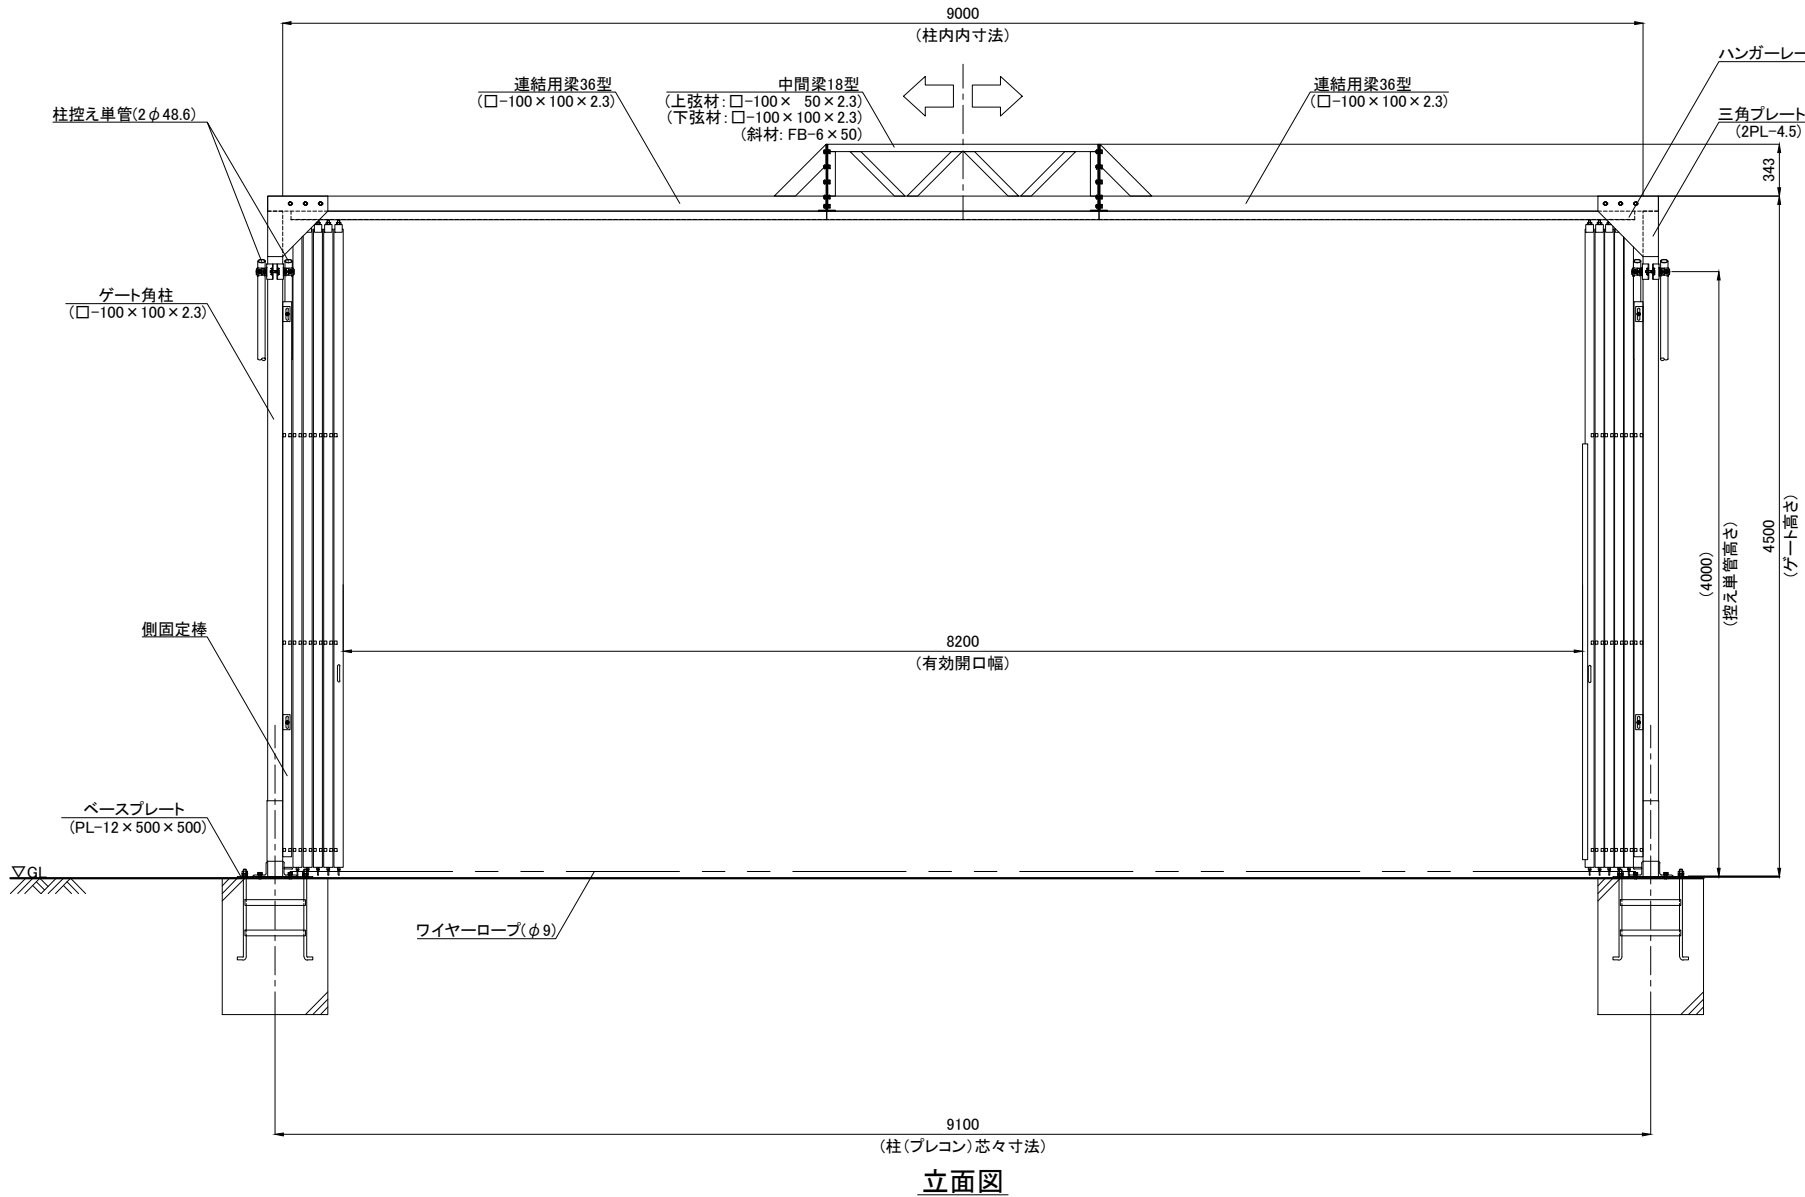 9000
(柱内内寸法)
ハンガーレー
連結用梁36型
(□-100×100×2.3)
中間梁18型
(上弦材:□-100× 50×2.3)
(下弦材:□-100×100×2.3)
(斜材: FB-6×50)
連結用梁36型
(□-100×100×2.3)
柱控え単管(2φ48.6)
三角プレート
(2PL-4.5)
343
ゲート角柱
(□-100×100×2.3)
(4000)
(控え単管高さ)
4500
(ゲート高さ)
側固定棒
8200
(有効開口幅)
ベースプレート
(PL-12×500×500)
▽GL
ワイヤーロープ(φ9)
9100
(柱(プレコン)芯々寸法)
立面図